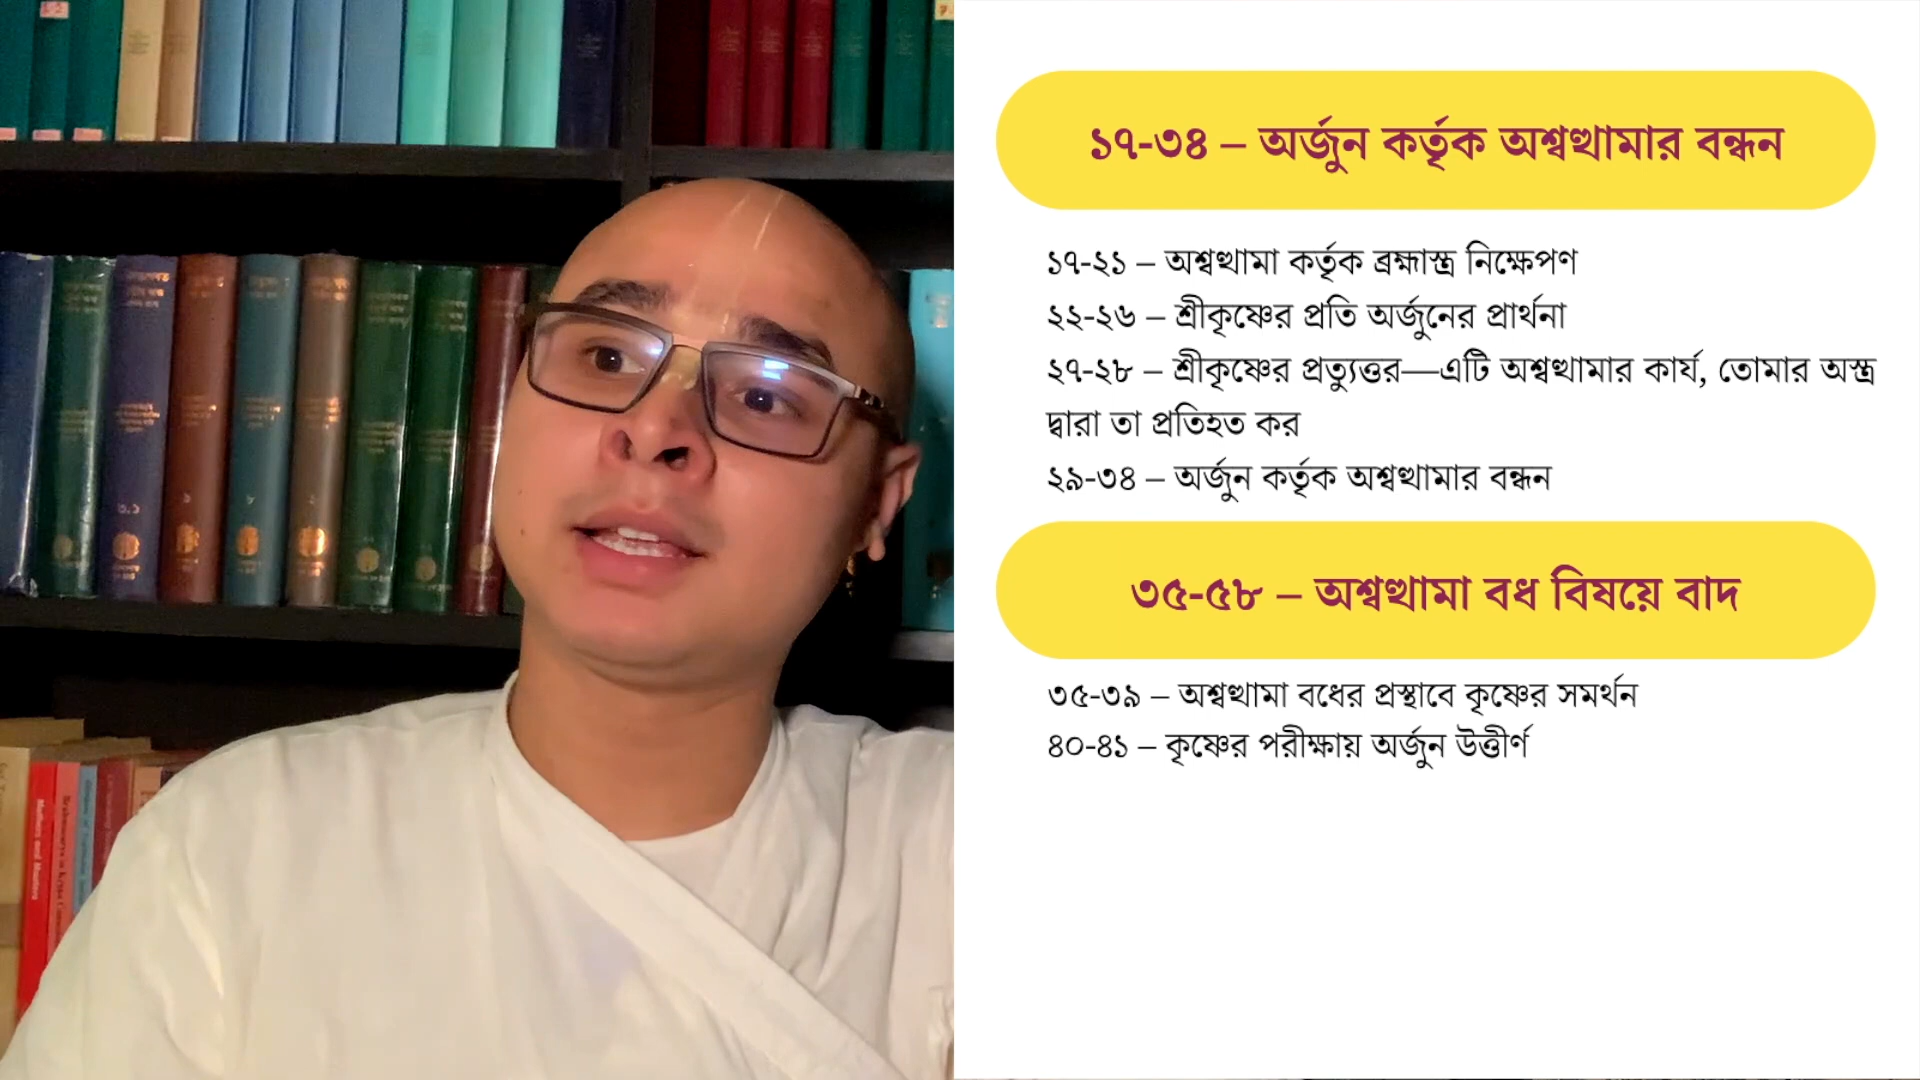 ১৭-৩৪ – অর্জুন কর্তৃক অশ্বত্থামার বন্ধন
১৭-২১ – অশ্বত্থামা কর্তৃক ব্রহ্মাস্ত্র নিক্ষেপণ
২২-২৬ – শ্রীকৃষ্ণের প্রতি অর্জুনের প্রার্থনা
২৭-২৮ – শ্রীকৃষ্ণের প্রত্যুত্তর—এটি অশ্বত্থামার কার্য, তোমার অস্ত্র
দ্বারা তা প্রতিহত কর
২৯-৩৪ – অর্জুন কর্তৃক অশ্বত্থামার বন্ধন
৩৫-৫৮ – অশ্বত্থামা বধ বিষয়ে বাদ
৩৫-৩৯ – অশ্বত্থামা বধের প্রস্থাবে কৃষ্ণের সমর্থন
৪০-৪১ – কৃষ্ণের পরীক্ষায় অর্জুন উত্তীর্ণ